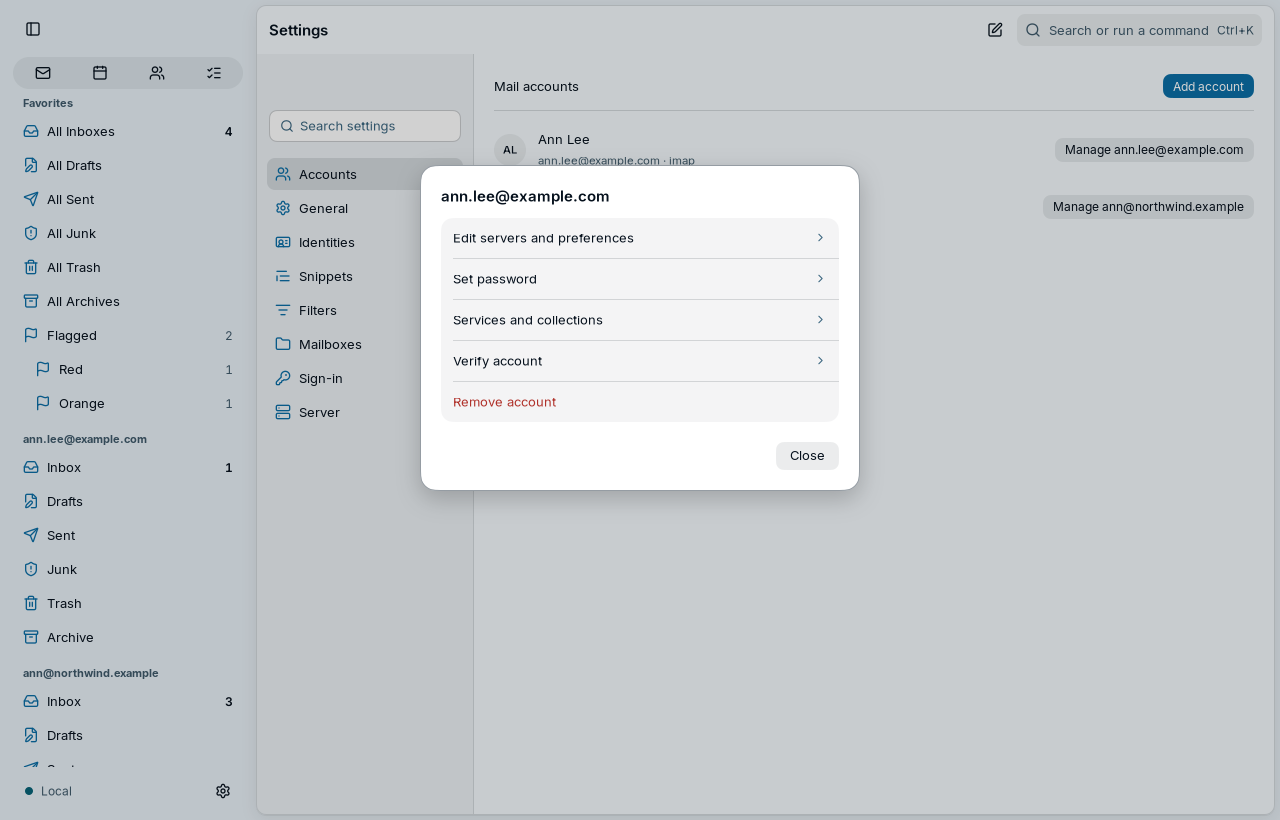 Settings
Search or run a command Ctrl+K
Favorites
All Inboxes 4
All Drafts
All Sent
All Junk
All Trash
All Archives
Flagged 2
Red 1
Orange 1
ann.lee@example.com
Inbox 1
Drafts
Sent
Junk
Trash
Archive
ann@northwind.example
Inbox 3
Drafts
Local
Search settings
Accounts
General
Identities
Snippets
Filters
Mailboxes
Sign-in
Server
Mail accounts
Add account
AL
Ann Lee
ann.lee@example.com · imap
Manage ann.lee@example.com
Manage ann@northwind.example
ann.lee@example.com
Edit servers and preferences
Set password
Services and collections
Verify account
Remove account
Close